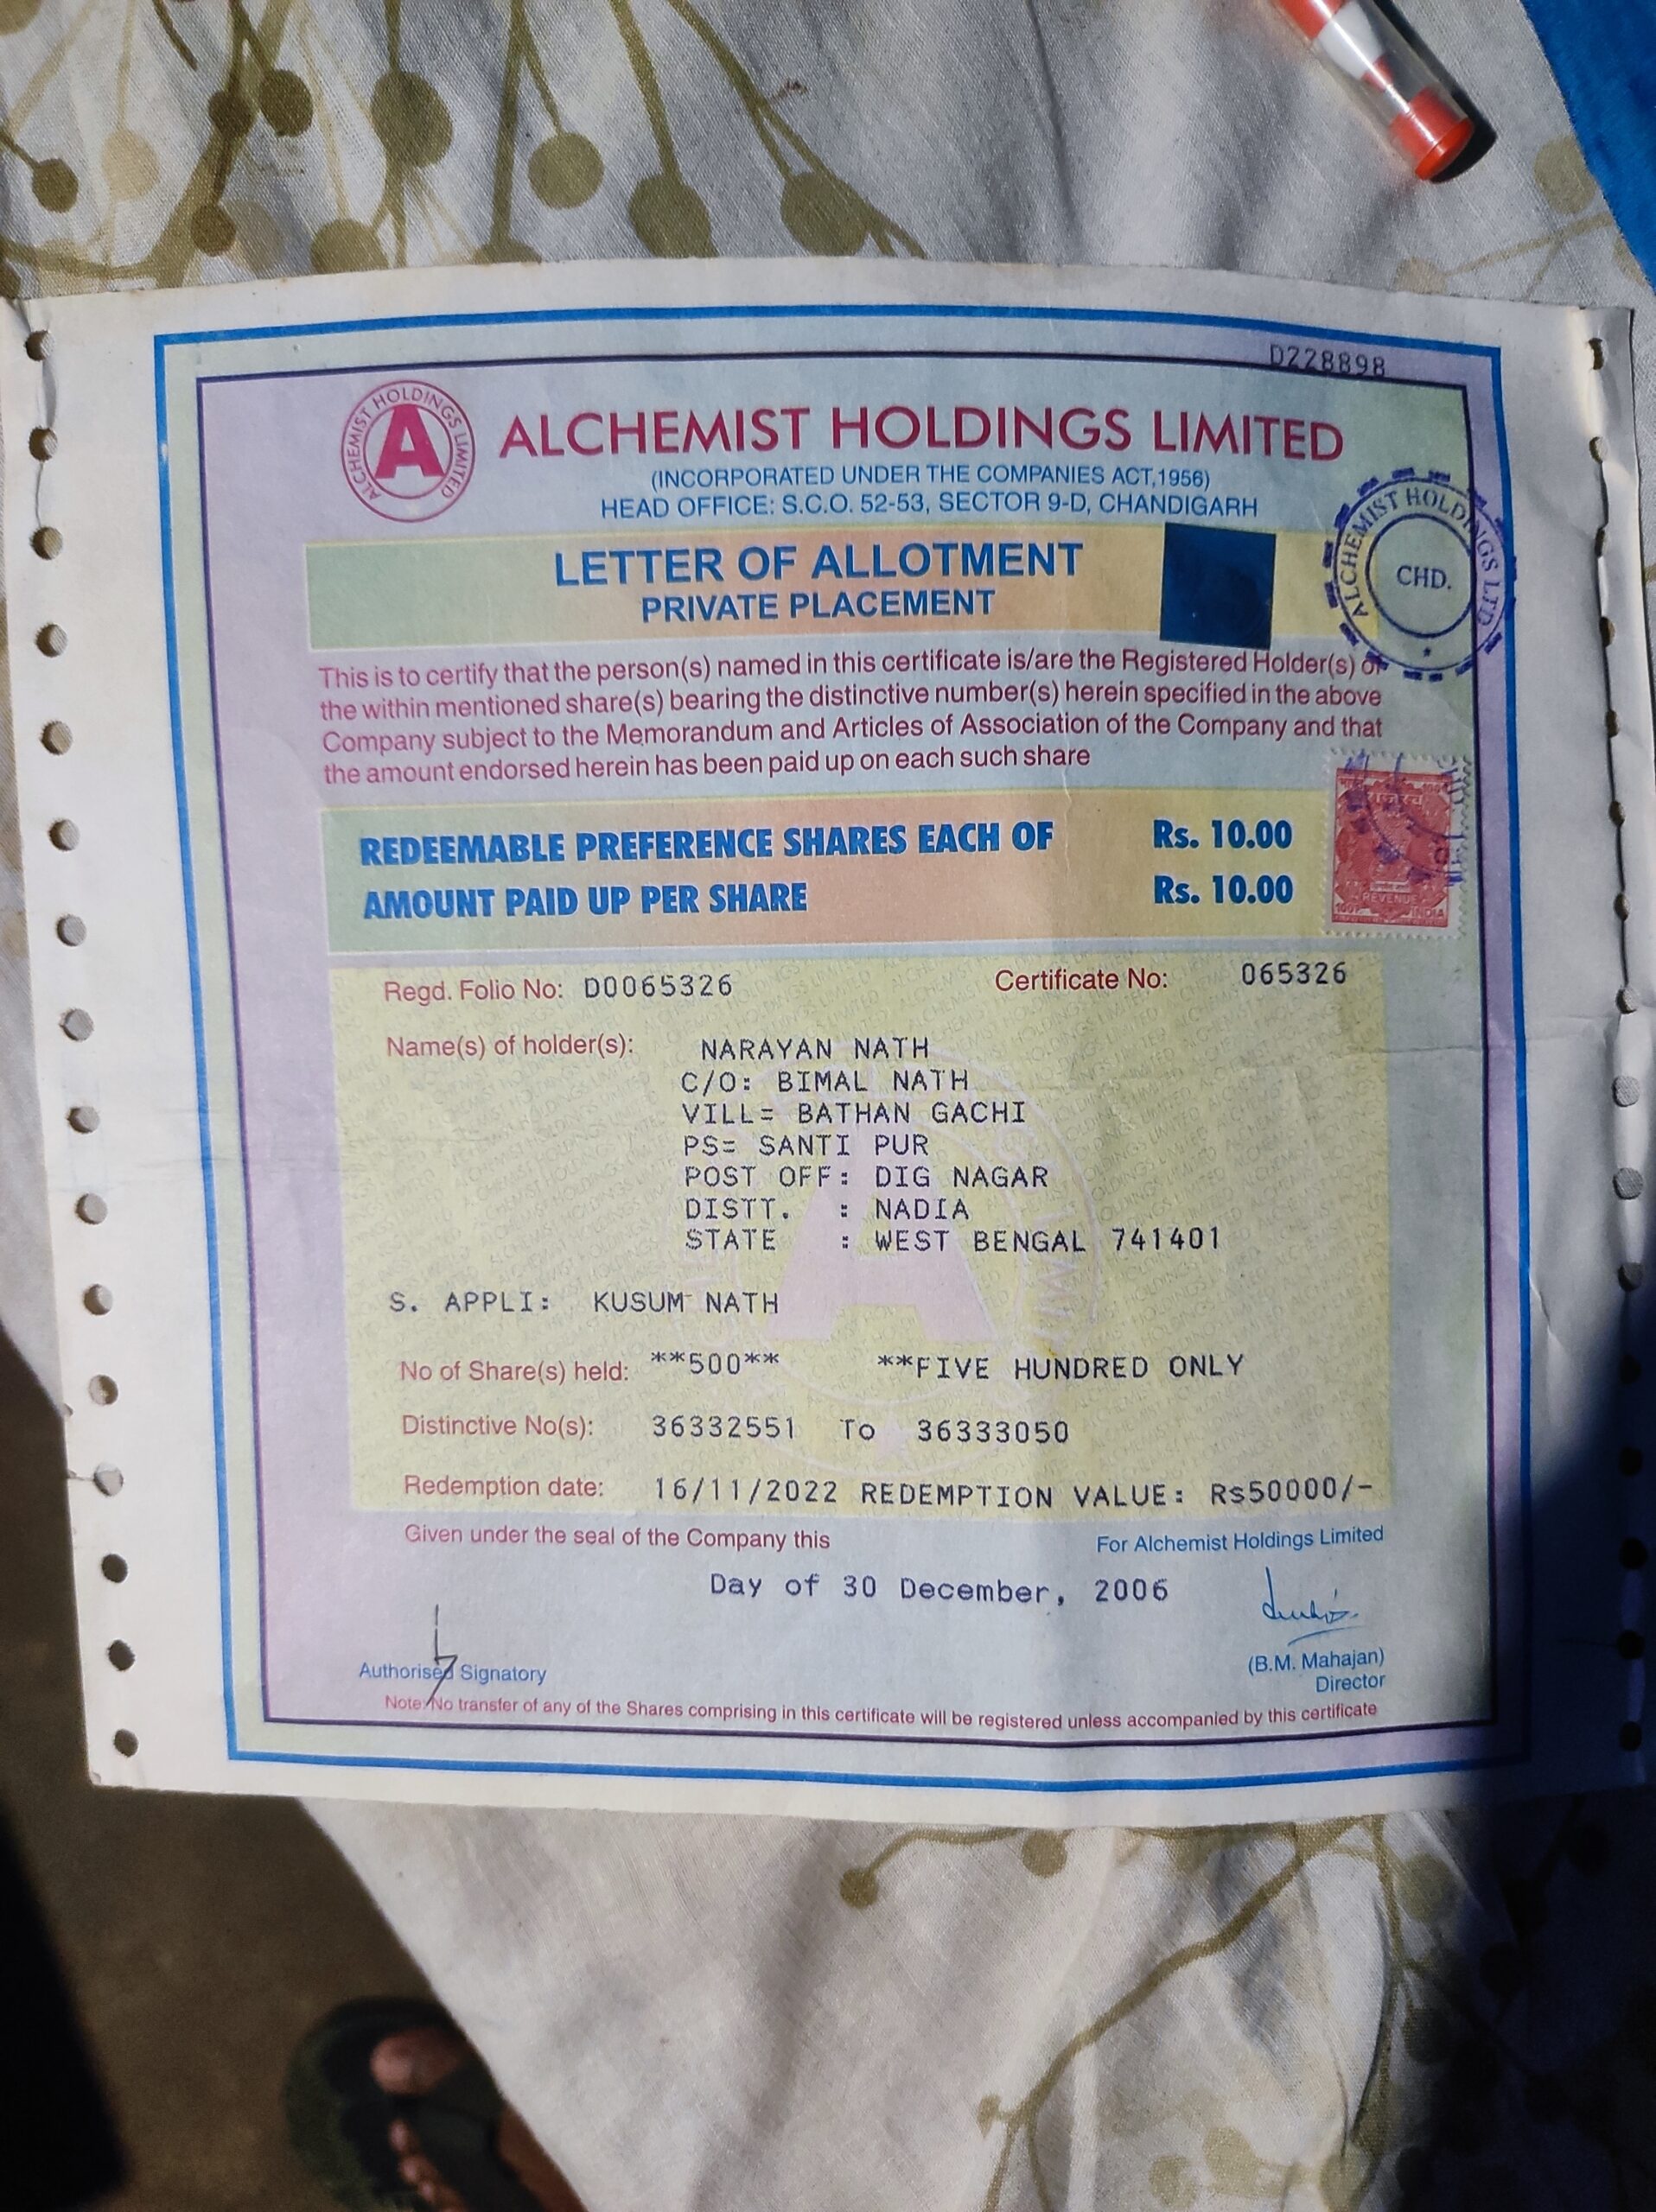 D228898
ALCHEMIST HOLDINGS LIMITED
A
ALCHEMIST HOLDINGS LIMITED
(INCORPORATED UNDER THE COMPANIES ACT,1956)
HEAD OFFICE: S.C.O. 52-53, SECTOR 9-D, CHANDIGARH
ALCHEMIST HOLDINGS LTD
CHD.
LETTER OF ALLOTMENT
PRIVATE PLACEMENT
This is to certify that the person(s) named in this certificate is/are the Registered Holder(s) of
the within mentioned share(s) bearing the distinctive number(s) herein specified in the above
Company subject to the Memorandum and Articles of Association of the Company and that
the amount endorsed herein has been paid up on each such share
REDEEMABLE PREFERENCE SHARES EACH OF Rs. 10.00
AMOUNT PAID UP PER SHARE Rs. 10.00
REVENUE
INDIA
Regd. Folio No: D0065326 Certificate No: 065326
Name(s) of holder(s): NARAYAN NATH
C/O: BIMAL NATH
VILL= BATHAN GACHI
PS= SANTI PUR
POST OFF: DIG NAGAR
DISTT. : NADIA
STATE : WEST BENGAL 741401
S. APPLI: KUSUM NATH
No of Share(s) held: **500** **FIVE HUNDRED ONLY
Distinctive No(s): 36332551 To 36333050
Redemption date: 16/11/2022 REDEMPTION VALUE: Rs50000/-
Given under the seal of the Company this For Alchemist Holdings Limited
Day of 30 December, 2006
Authorised Signatory (B.M. Mahajan)
Director
Note:No transfer of any of the Shares comprising in this certificate will be registered unless accompanied by this certificate